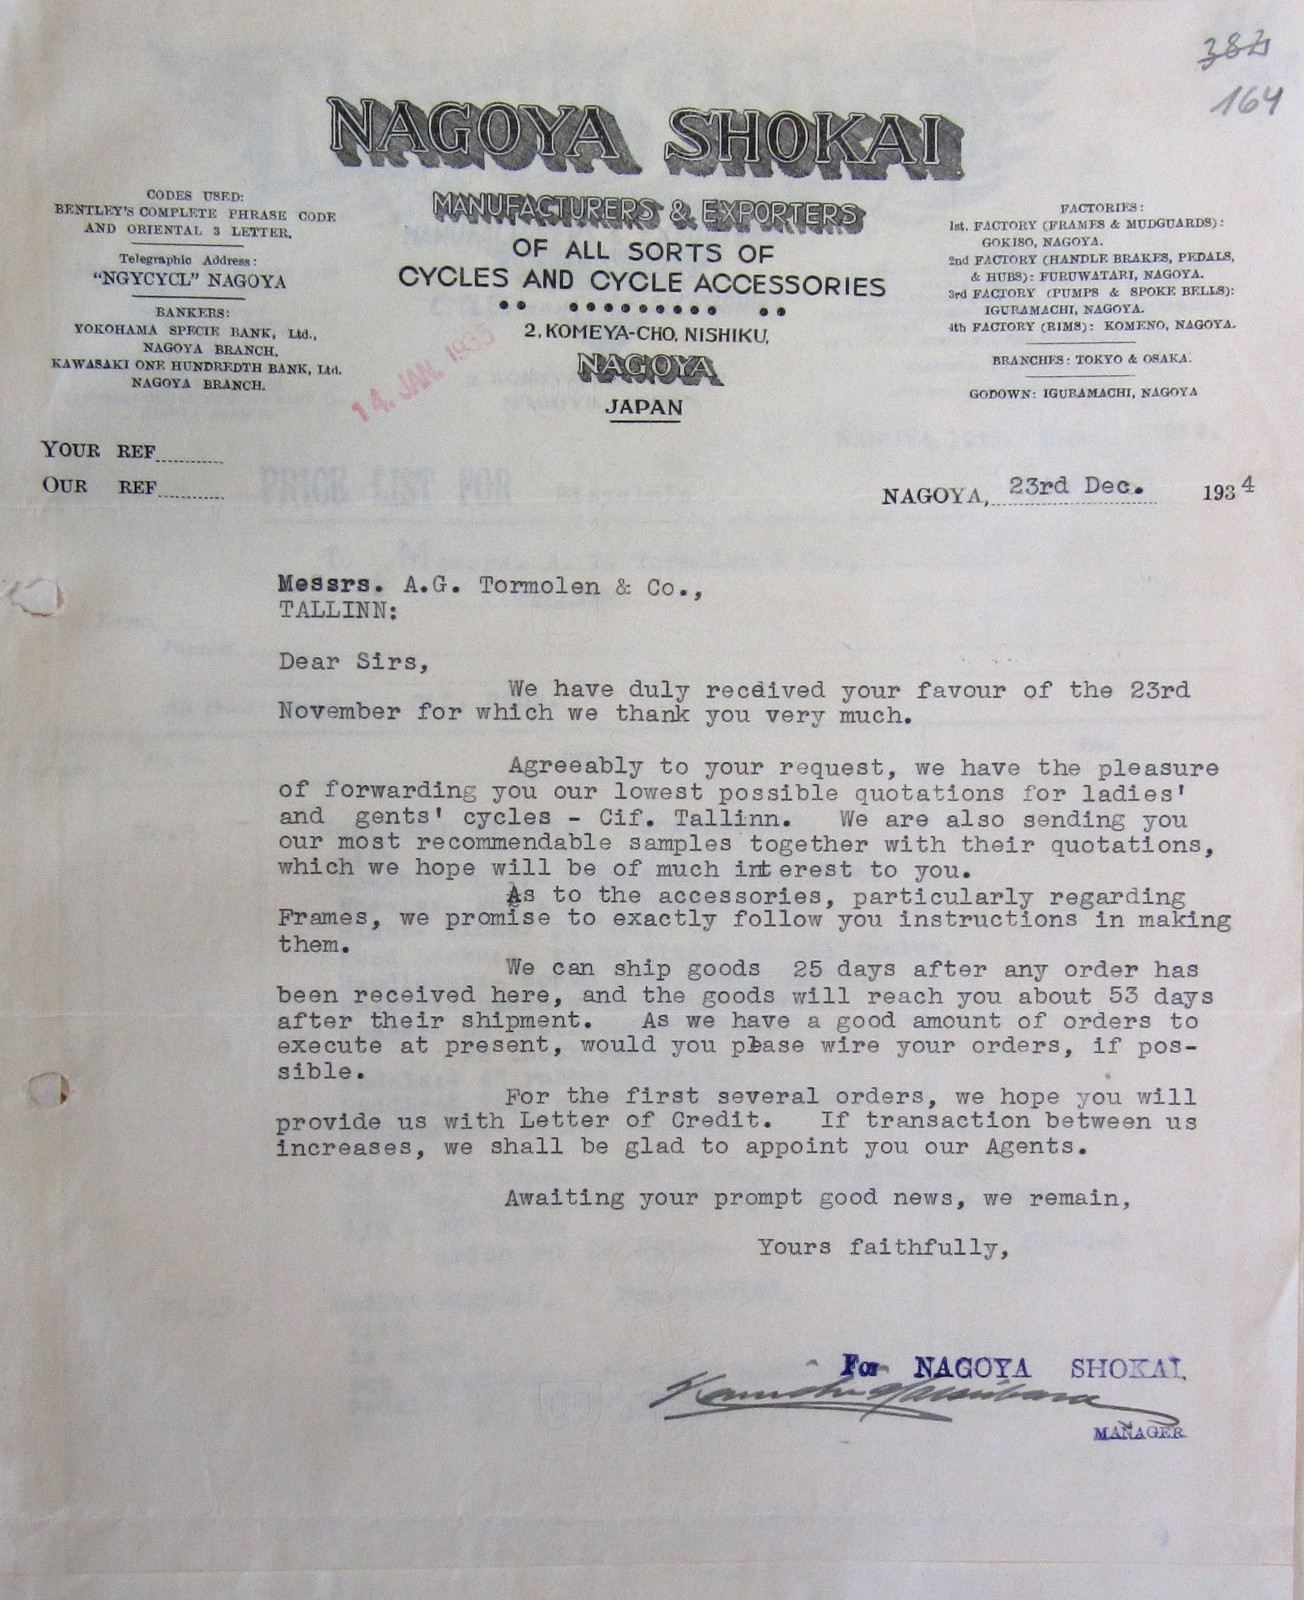 164
NAGOYA SHOKAI
MANUFACTURERS & EXPORTERS
OF ALL SORTS OF
CYCLES AND CYCLE ACCESSORIES
2, KOMEYA-CHO, NISHIKU,
NAGOYA
JAPAN
CODES USED:
BENTLEY'S COMPLETE PHRASE CODE
AND ORIENTAL 3 LETTER.
Telegraphic Address:
"NGYCYCL" NAGOYA
BANKERS:
YOKOHAMA SPECIE BANK, Ltd.,
NAGOYA BRANCH.
KAWASAKI ONE HUNDREDTH BANK, Ltd.
NAGOYA BRANCH.
FACTORIES:
1st. FACTORY (FRAMES & MUDGUARDS):
GOKISO, NAGOYA.
2nd FACTORY (HANDLE BRAKES, PEDALS,
& HUBS): FURUWATARI, NAGOYA.
3rd FACTORY (PUMPS & SPOKE BELLS):
IGURAMACHI, NAGOYA.
4th FACTORY (RIMS): KOMENO, NAGOYA.
BRANCHES: TOKYO & OSAKA.
GODOWN: IGURAMACHI, NAGOYA
14. JAN. 1935
YOUR REF
OUR REF
NAGOYA, 23rd Dec. 1934
Messrs. A.G. Tormolen & Co.,
TALLINN:
Dear Sirs,
We have duly received your favour of the 23rd
November for which we thank you very much.
Agreeably to your request, we have the pleasure
of forwarding you our lowest possible quotations for ladies'
and gents' cycles - Cif. Tallinn. We are also sending you
our most recommendable samples together with their quotations,
which we hope will be of much interest to you.
As to the accessories, particularly regarding
Frames, we promise to exactly follow you instructions in making
them.
We can ship goods 25 days after any order has
been received here, and the goods will reach you about 53 days
after their shipment. As we have a good amount of orders to
execute at present, would you please wire your orders, if pos-
sible.
For the first several orders, we hope you will
provide us with Letter of Credit. If transaction between us
increases, we shall be glad to appoint you our Agents.
Awaiting your prompt good news, we remain,
Yours faithfully,
For NAGOYA SHOKAI,
MANAGER